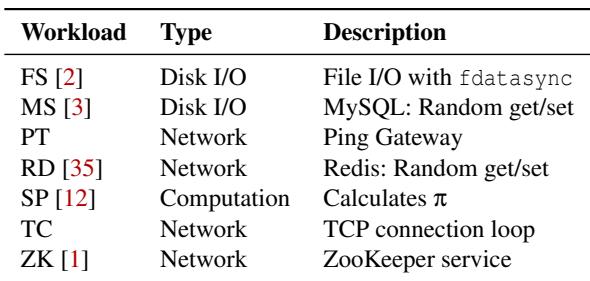 Workload Type Description
FS [2] Disk I/O File I/O with fdatasync
MS [3] Disk I/O MySQL: Random get/set
PT Network Ping Gateway
RD [35] Network Redis: Random get/set
SP [12] Computation Calculates π
TC Network TCP connection loop
ZK [1] Network ZooKeeper service